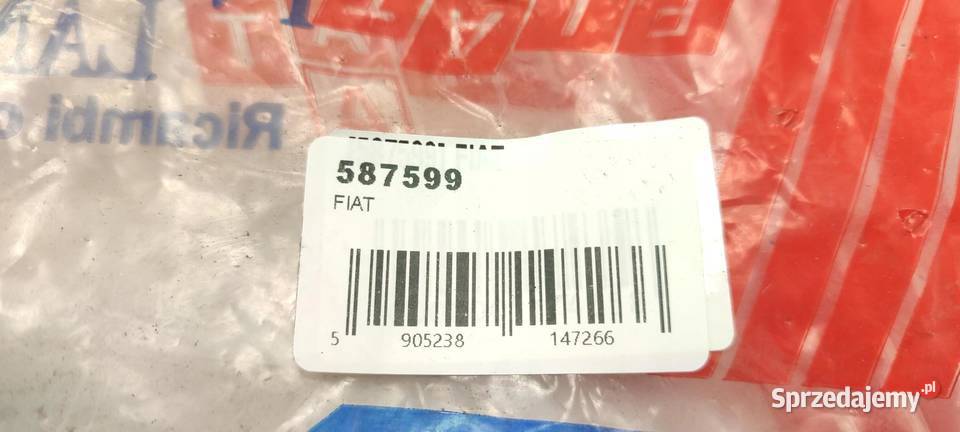 Ricambi o
587599
FIAT
5 905238 147266
Sprzedajemy.pl